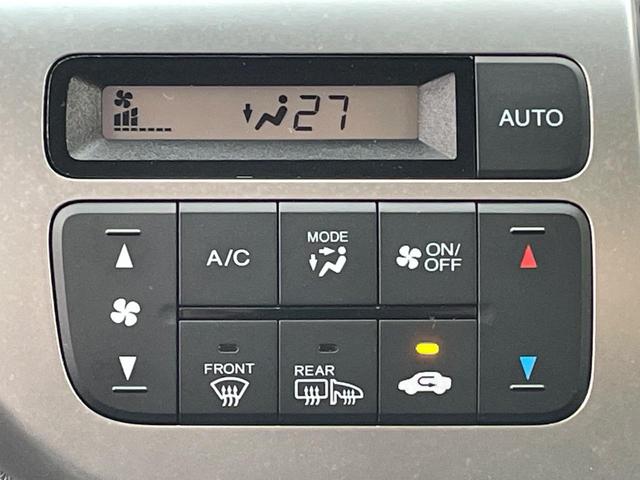 27
AUTO
A/C
MODE
ON/
OFF
FRONT
REAR